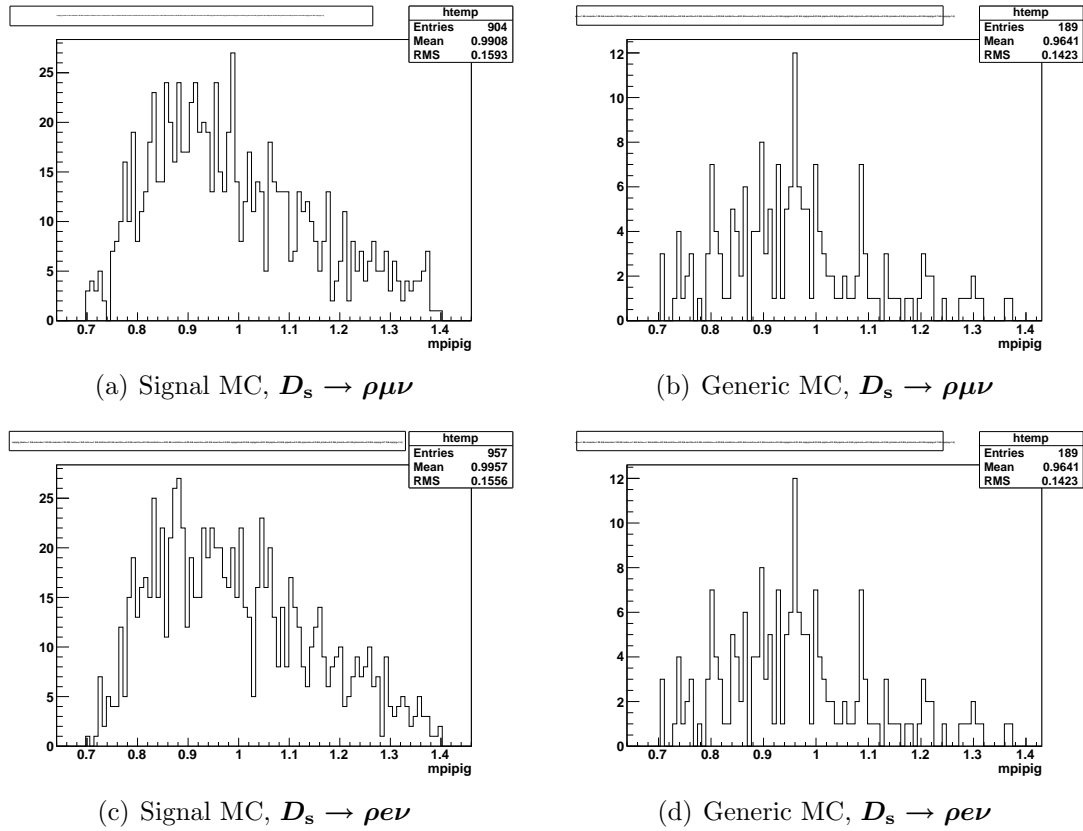 htemp
Entries 904
Mean 0.9908
RMS 0.1593
25
20
15
10
5
0
0.7 0.8 0.9 1 1.1 1.2 1.3 1.4
mpipig
(a) Signal MC, Ds → ρμν
htemp
Entries 189
Mean 0.9641
RMS 0.1423
12
10
8
6
4
2
0
0.7 0.8 0.9 1 1.1 1.2 1.3 1.4
mpipig
(b) Generic MC, Ds → ρμν
htemp
Entries 957
Mean 0.9957
RMS 0.1556
25
20
15
10
5
0
0.7 0.8 0.9 1 1.1 1.2 1.3 1.4
mpipig
(c) Signal MC, Ds → ρeν
htemp
Entries 189
Mean 0.9641
RMS 0.1423
12
10
8
6
4
2
0
0.7 0.8 0.9 1 1.1 1.2 1.3 1.4
mpipig
(d) Generic MC, Ds → ρeν